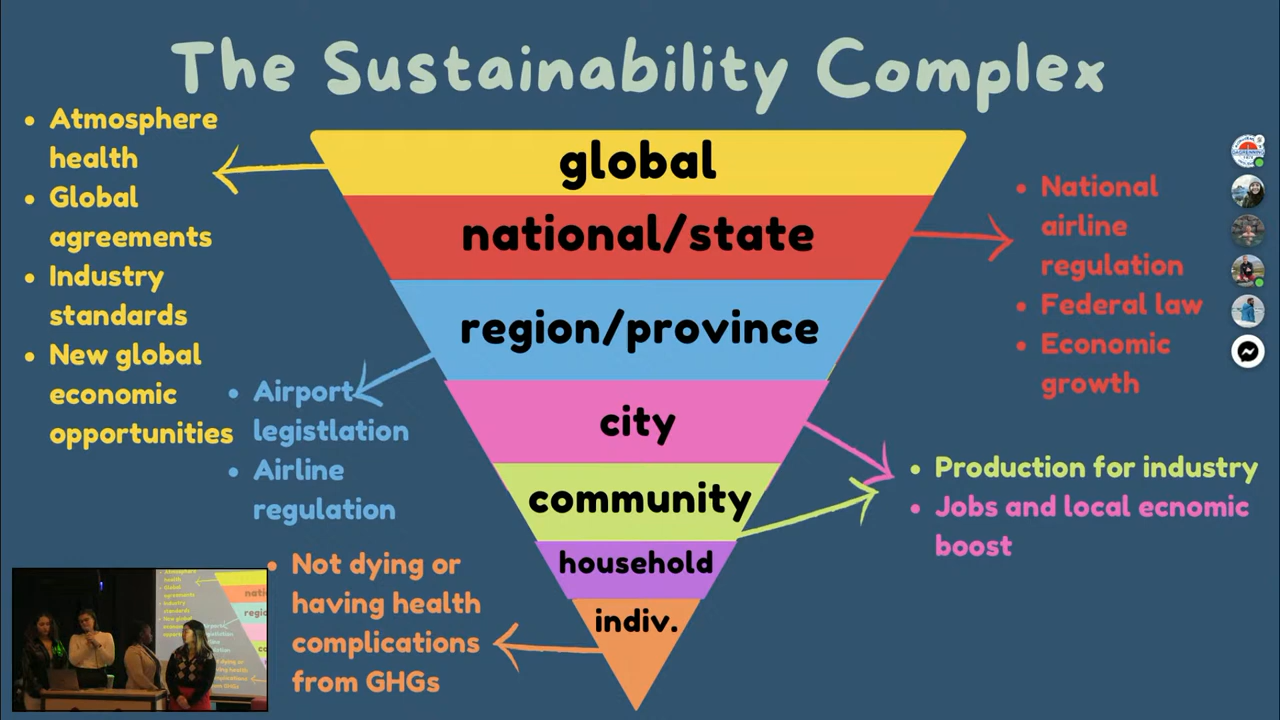 The Sustainability Complex
• Atmosphere
health
• Global
agreements
• Industry
standards
• New global
economic
opportunities
global
national/state
region/province
city
community
household
indiv.
• National
airline
regulation
• Federal law
• Economic
growth
• Airport
legistlation
• Airline
regulation
• Production for industry
• Jobs and local ecnomic
boost
• Not dying or
having health
complications
from GHGs